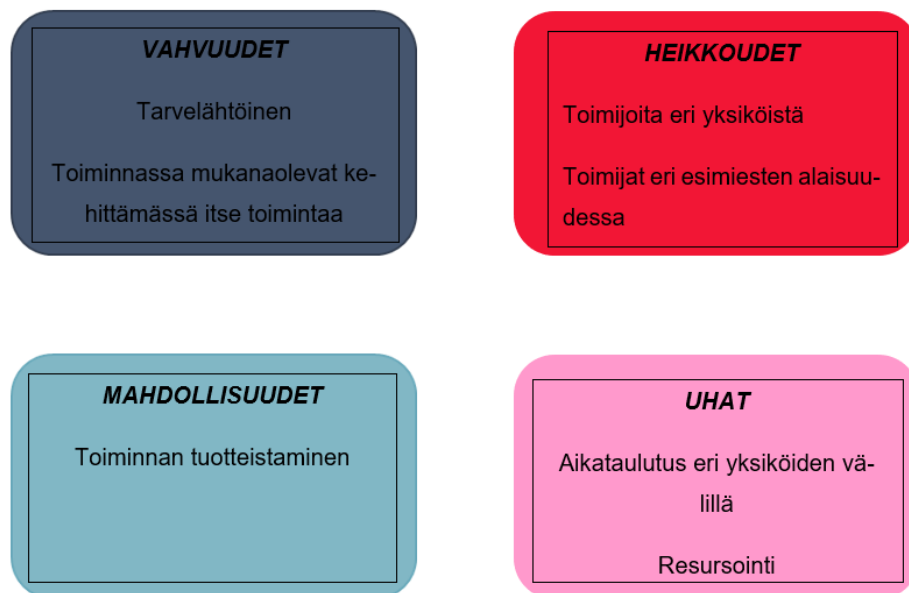 VAHVUUDET
Tarvelähtöinen
Toiminnassa mukanaolevat ke-
hittämässä itse toimintaa
HEIKKOUDET
Toimijoita eri yksiköistä
Toimijat eri esimiesten alaisuu-
dessa
MAHDOLLISUUDET
Toiminnan tuotteistaminen
UHAT
Aikataulutus eri yksiköiden vä-
lillä
Resursointi